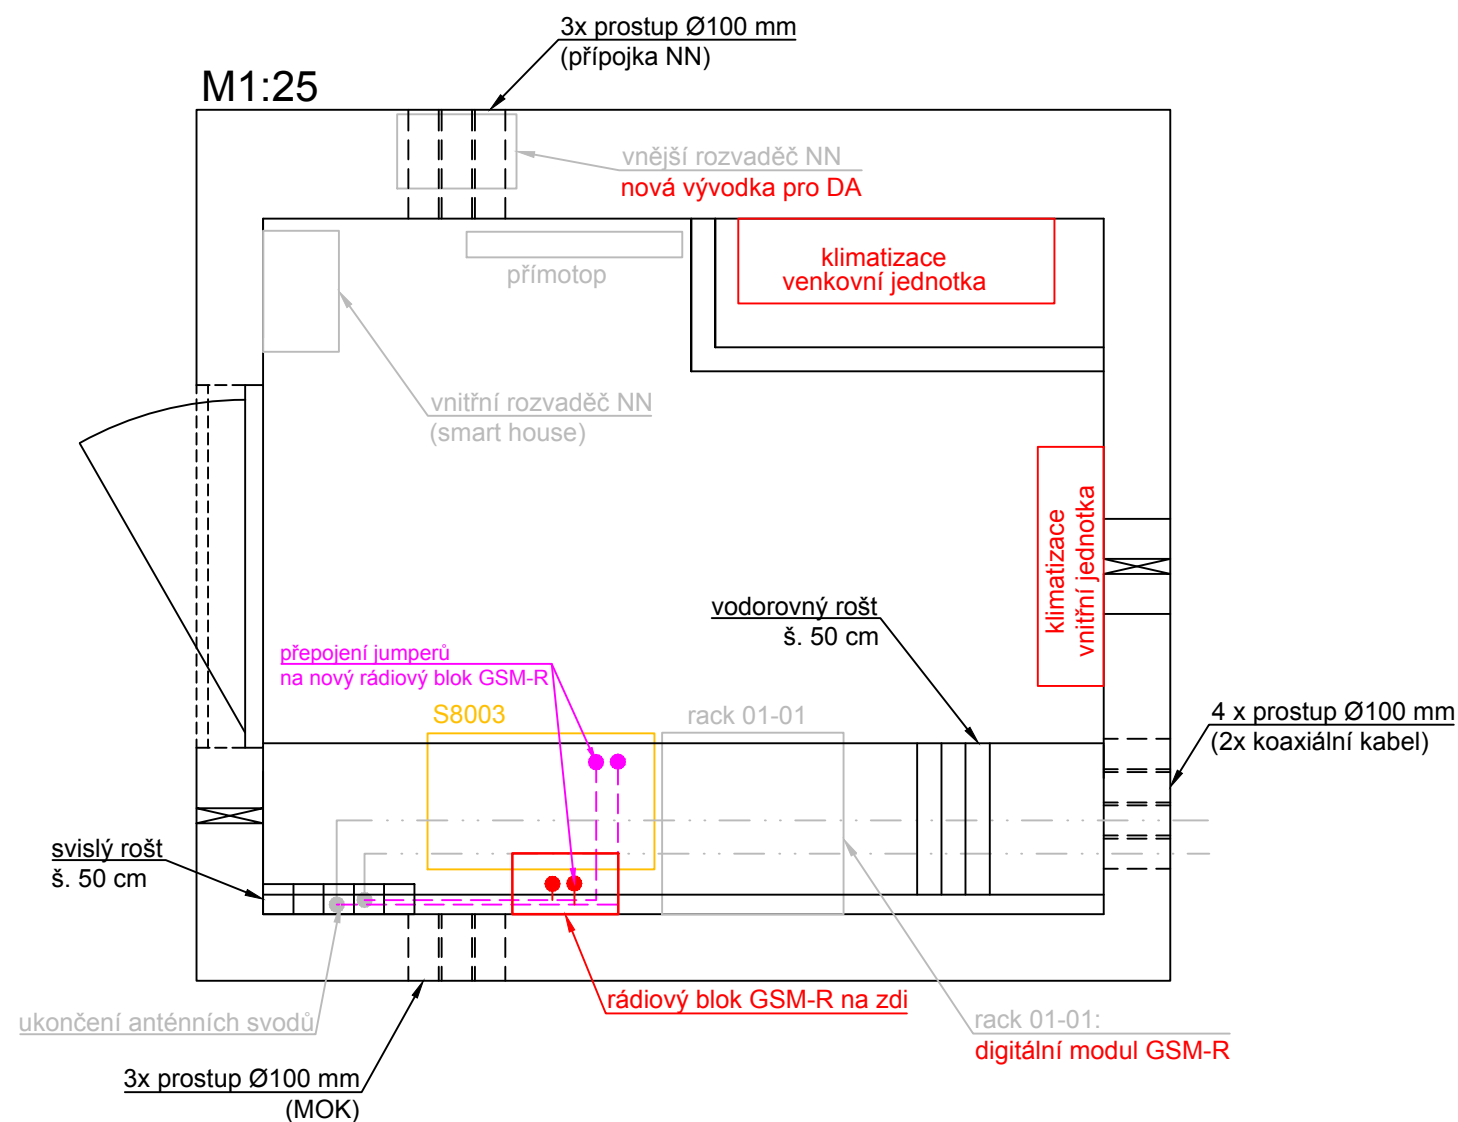 3x prostup Ø100 mm
(přípojka NN)
M1:25
vnější rozvaděč NN
nová vývodka pro DA
klimatizace
venkovní jednotka
přímotop
vnitřní rozvaděč NN
(smart house)
klimatizace
vnitřní jednotka
vodorovný rošt
š. 50 cm
přepojení jumperů
na nový rádiový blok GSM-R
S8003
rack 01-01
4 x prostup Ø100 mm
(2x koaxiální kabel)
svislý rošt
š. 50 cm
rádiový blok GSM-R na zdi
ukončení anténních svodů
rack 01-01:
digitální modul GSM-R
3x prostup Ø100 mm
(MOK)